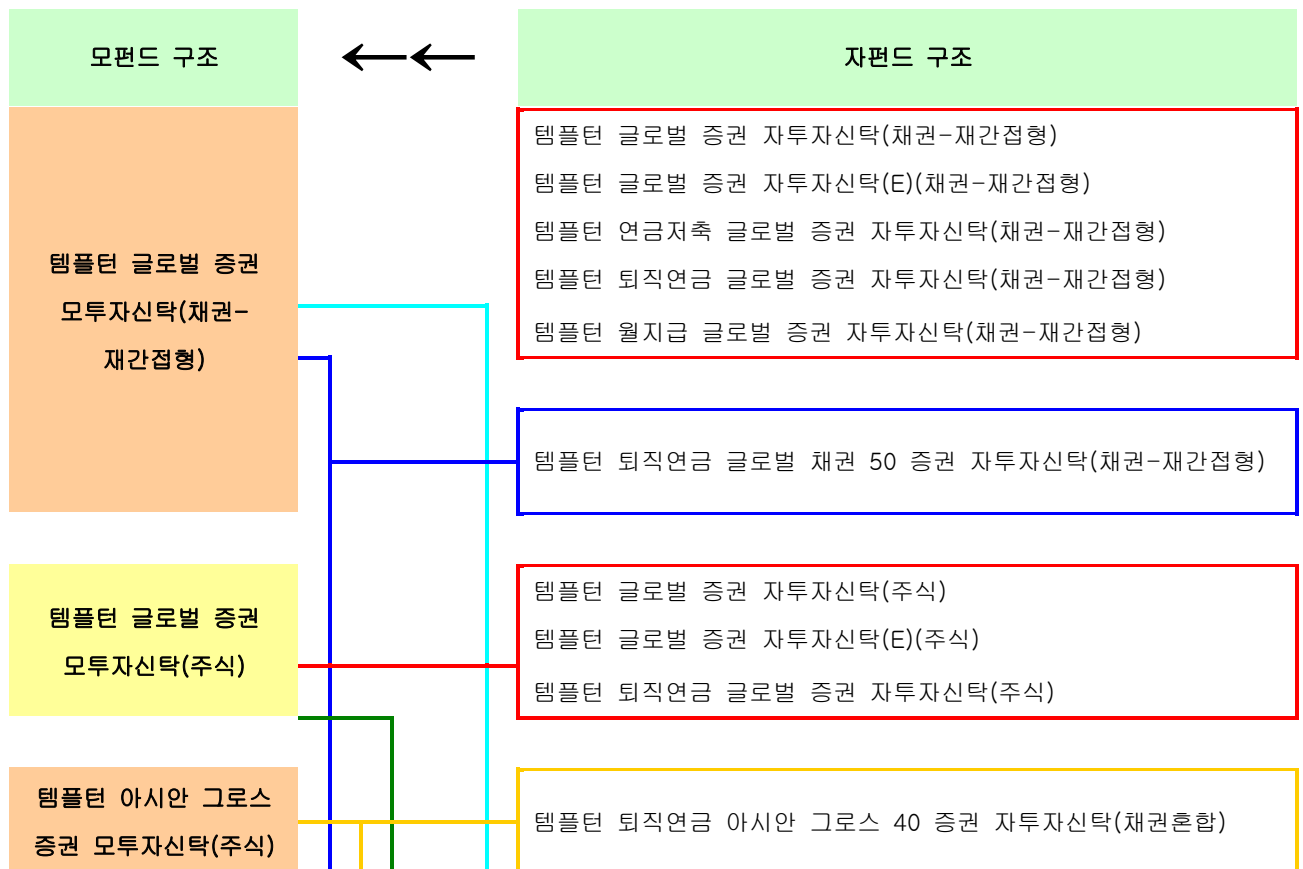 모펀드 구조
자펀드 구조
템플턴 글로벌 증권
모투자신탁(채권-
재간접형)
템플턴 글로벌 증권 자투자신탁(채권-재간접형)
템플턴 글로벌 증권 자투자신탁(E)(채권-재간접형)
템플턴 연금저축 글로벌 증권 자투자신탁(채권-재간접형)
템플턴 퇴직연금 글로벌 증권 자투자신탁(채권-재간접형)
템플턴 월지급 글로벌 증권 자투자신탁(채권-재간접형)
템플턴 퇴직연금 글로벌 채권 50 증권 자투자신탁(채권-재간접형)
템플턴 글로벌 증권
모투자신탁(주식)
템플턴 글로벌 증권 자투자신탁(주식)
템플턴 글로벌 증권 자투자신탁(E)(주식)
템플턴 퇴직연금 글로벌 증권 자투자신탁(주식)
템플턴 아시안 그로스
증권 모투자신탁(주식)
템플턴 퇴직연금 아시안 그로스 40 증권 자투자신탁(채권혼합)